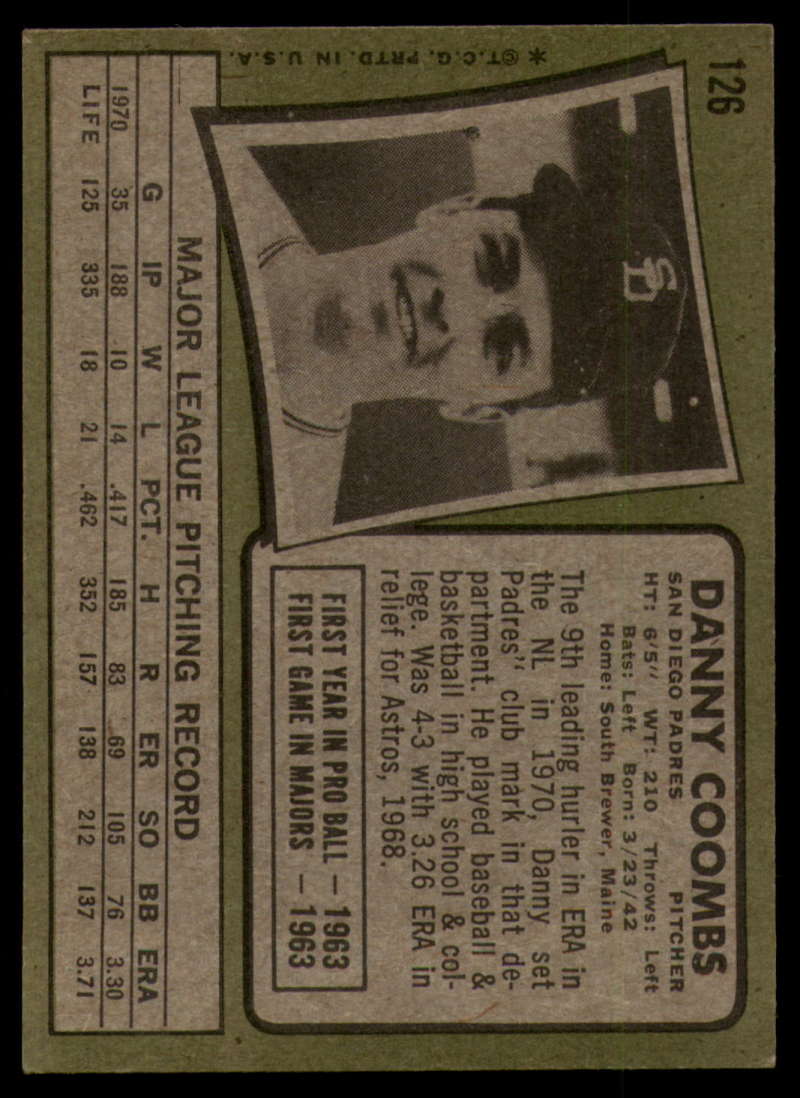 126
DANNY COOMBS
SAN DIEGO PADRES PITCHER
HT: 6'5" WT: 210 Throws: Left
Bats: Left Born: 3/23/42
Home: South Brewer, Maine
SD
The 9th leading hurler in ERA in
the NL in 1970, Danny set
Padres" club mark in that de-
partment. He played baseball &
basketball in high school & col-
lege. Was 4-3 with 3.26 ERA in
relief for Astros, 1968.
FIRST YEAR IN PRO BALL — 1963
FIRST GAME IN MAJORS — 1963
MAJOR LEAGUE PITCHING RECORD
G IP W L PCT. H R ER SO BB ERA
1970 35 188 10 14 .417 185 83 69 105 76 3.30
LIFE 125 335 18 21 .462 352 157 138 212 137 3.71
* © T.C.G. PRTD. IN U.S.A.